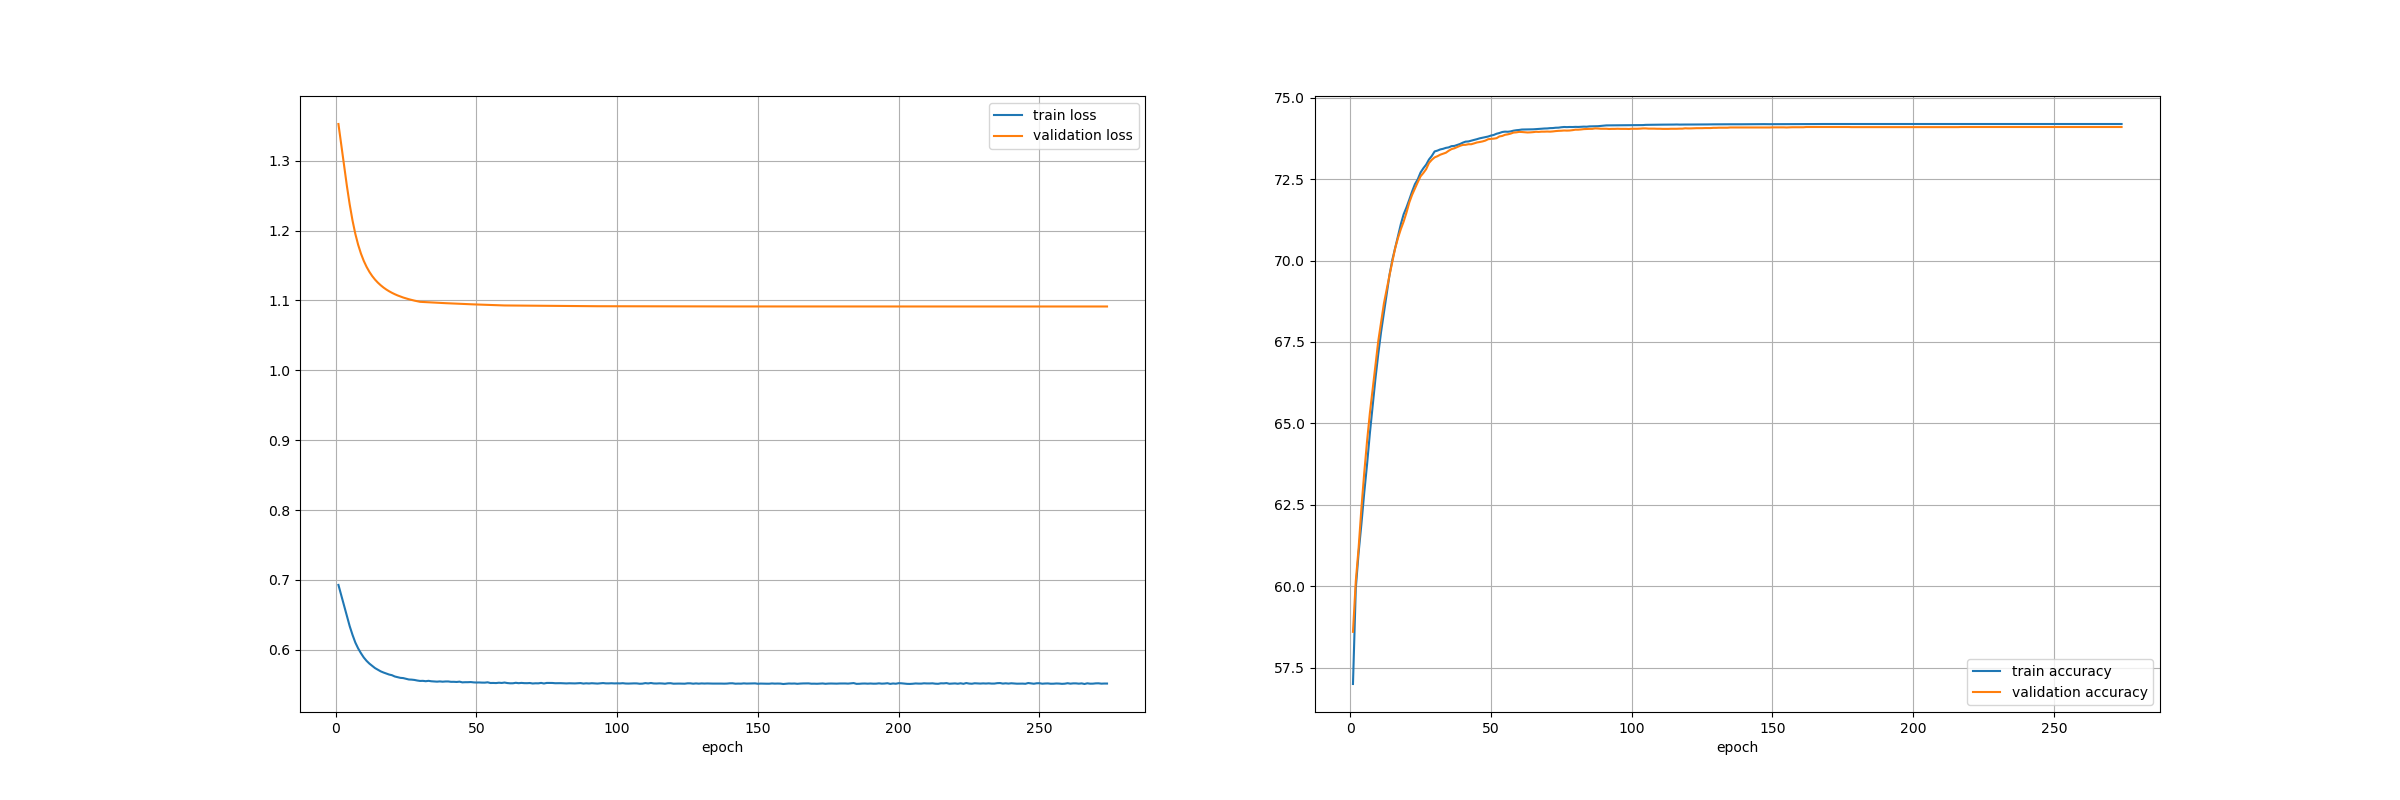 train loss
validation loss
1.3
1.2
1.1
1.0
0.9
0.8
0.7
0.6
0 50 100 150 200 250
epoch
75.0
72.5
70.0
67.5
65.0
62.5
60.0
57.5
train accuracy
validation accuracy
0 50 100 150 200 250
epoch